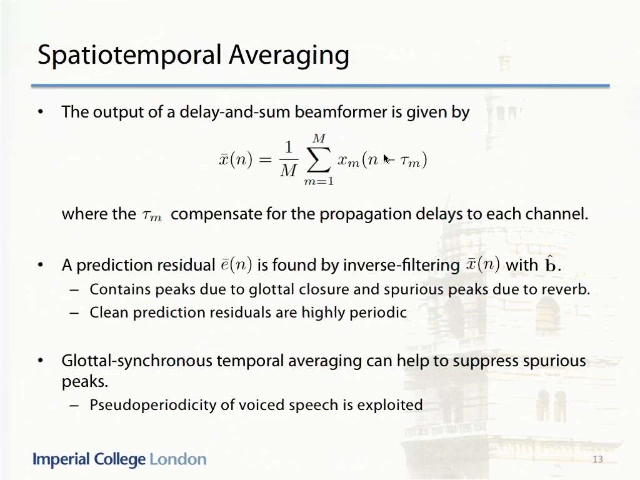 Spatiotemporal Averaging
• The output of a delay-and-sum beamformer is given by
x̄(n) = 1/M ∑_{m=1}^{M} x_m(n − τ_m)
where the τ_m compensate for the propagation delays to each channel.
• A prediction residual ē(n) is found by inverse-filtering x̄(n) with b̂.
– Contains peaks due to glottal closure and spurious peaks due to reverb.
– Clean prediction residuals are highly periodic
• Glottal-synchronous temporal averaging can help to suppress spurious
peaks.
– Pseudoperiodicity of voiced speech is exploited
Imperial College London
13